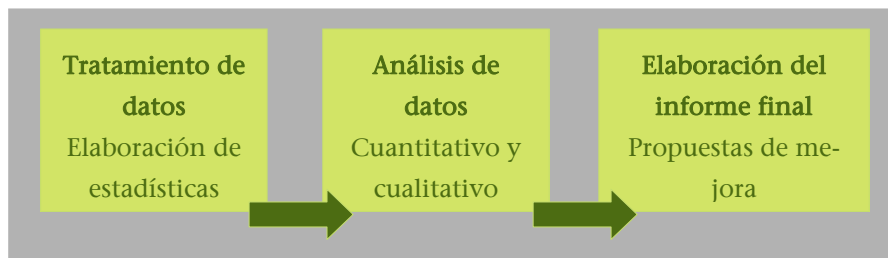 Tratamiento de
datos
Elaboración de
estadísticas
Análisis de
datos
Cuantitativo y
cualitativo
Elaboración del
informe final
Propuestas de me-
jora